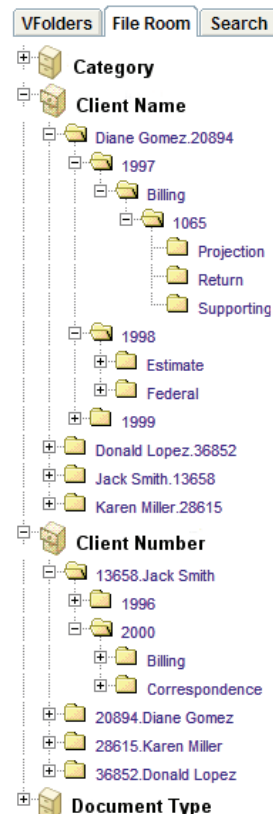 VFolders File Room Search
Category
Client Name
Diane Gomez.20894
1997
Billing
1065
Projection
Return
Supporting
1998
Estimate
Federal
1999
Donald Lopez.36852
Jack Smith.13658
Karen Miller.28615
Client Number
13658.Jack Smith
1996
2000
Billing
Correspondence
20894.Diane Gomez
28615.Karen Miller
36852.Donald Lopez
Document Type